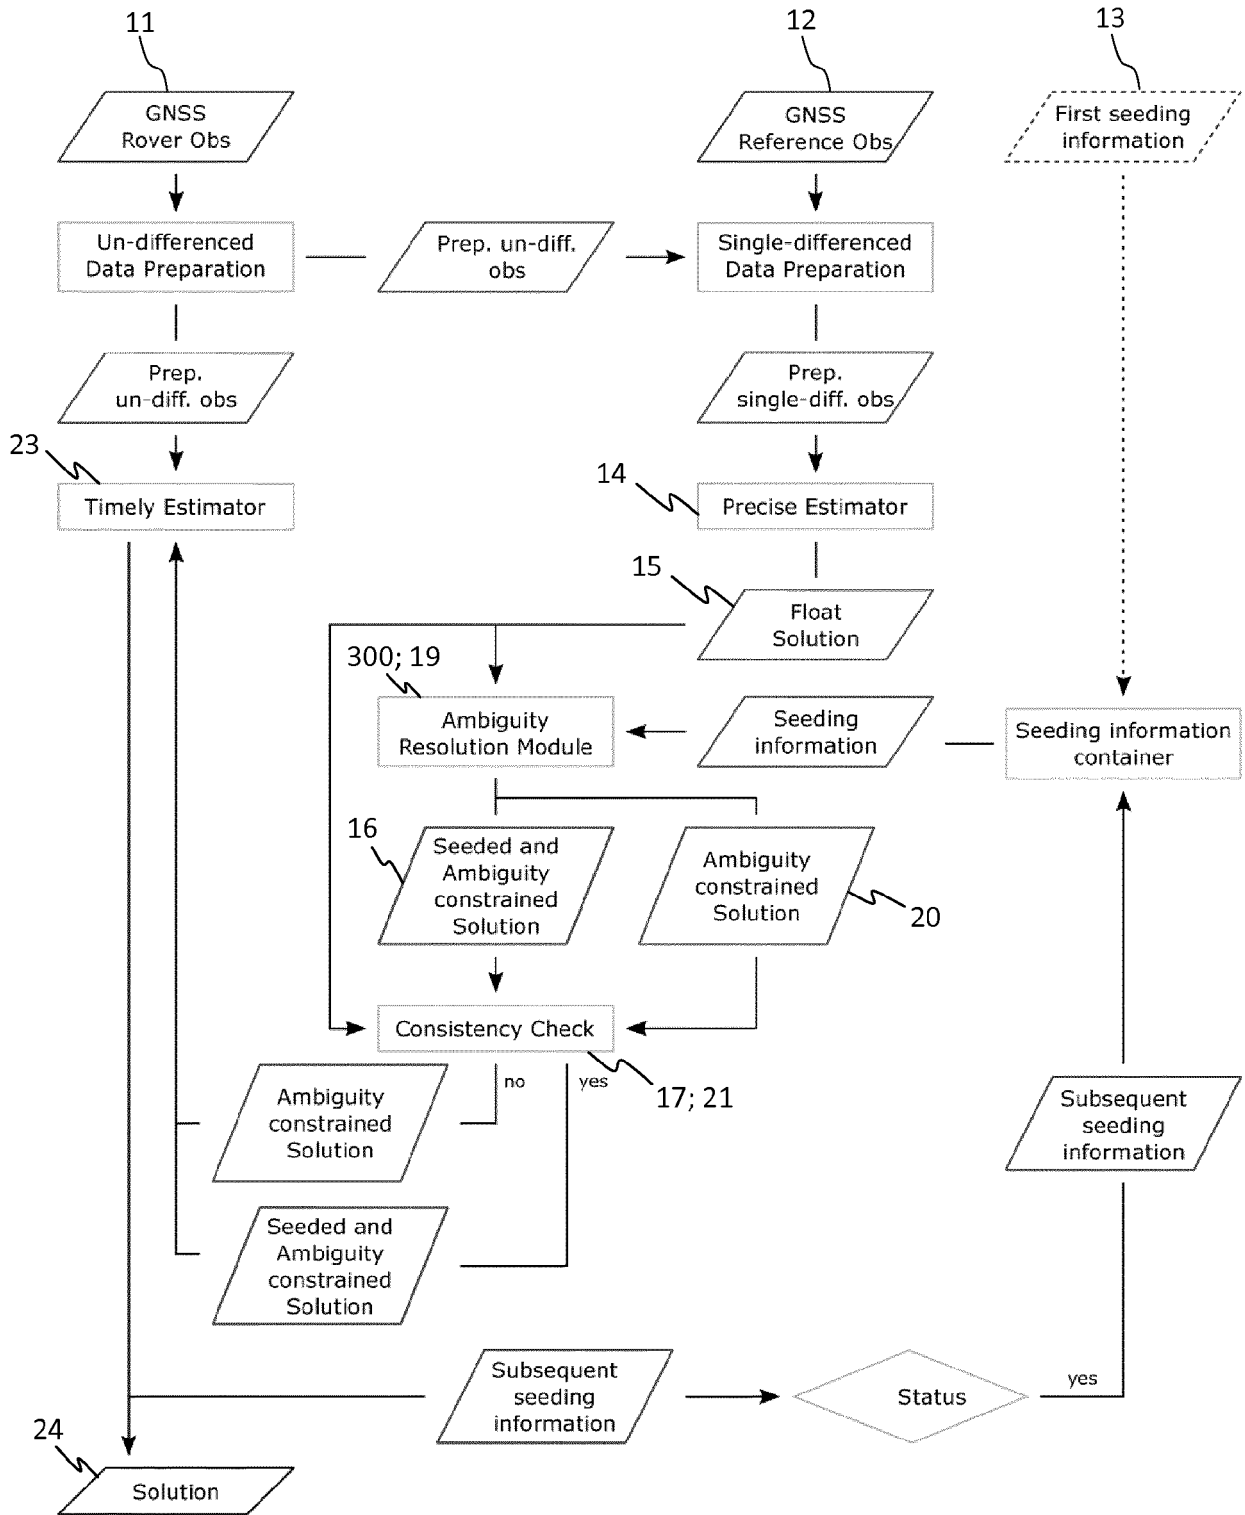 11
12
13
GNSS
Rover Obs
GNSS
Reference Obs
First seeding
information
Un-differenced
Data Preparation
Prep. un-diff.
obs
Single-differenced
Data Preparation
Prep.
un-diff. obs
Prep.
single-diff. obs
23
14
Timely Estimator
Precise Estimator
15
Float
Solution
300; 19
Ambiguity
Resolution Module
Seeding
information
Seeding information
container
16
Seeded and
Ambiguity
constrained
Solution
Ambiguity
constrained
Solution
20
Consistency Check
no
yes
17; 21
Ambiguity
constrained
Solution
Subsequent
seeding
information
Seeded and
Ambiguity
constrained
Solution
Subsequent
seeding
information
Status
yes
24
Solution